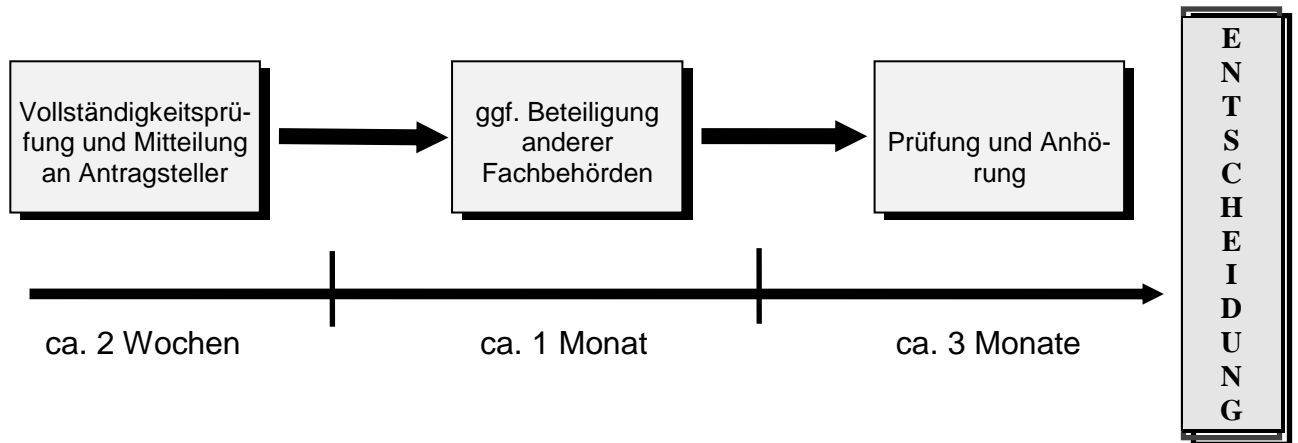 Vollständigkeitsprü-
fung und Mitteilung
an Antragsteller
ggf. Beteiligung
anderer
Fachbehörden
Prüfung und Anhö-
rung
E
N
T
S
C
H
E
I
D
U
N
G
ca. 2 Wochen
ca. 1 Monat
ca. 3 Monate